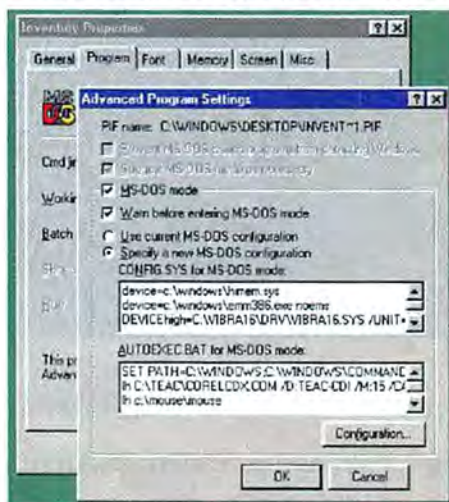 Inventory Properties
General Program Font Memory Screen Misc
Advanced Program Settings
PIF name: C:\WINDOWS\DESKTOP\INVENT~1.PIF
MS-DOS mode
Warn before entering MS-DOS mode
Use current MS-DOS configuration
Specify a new MS-DOS configuration
CONFIG.SYS for MS-DOS mode:
device=c:\windows\himem.sys
device=c:\windows\emm386.exe noems
DEVICEhigh=C:\VIBRA16\DRV\VIBRA16.SYS /UNIT=
AUTOEXEC.BAT for MS-DOS mode:
SET PATH=C:\WINDOWS;C:\WINDOWS\COMMAND
lh C:\TEAC\CORELCDX.COM /D:TEAC-CDI /M:15
lh c:\mouse\mouse
Configuration...
OK Cancel
Cmd
Batch
This
Advan